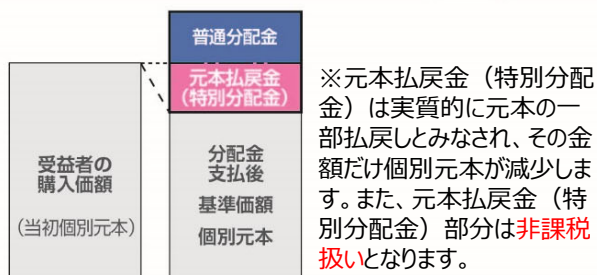 普通分配金
元本払戻金
(特別分配金)
受益者の
購入価額
(当初個別元本)
分配金
支払後
基準価額
個別元本
※元本払戻金（特別分配
金）は実質的に元本の一
部払戻しとみなされ、その金
額だけ個別元本が減少しま
す。また、元本払戻金（特
別分配金）部分は非課税
扱いとなります。